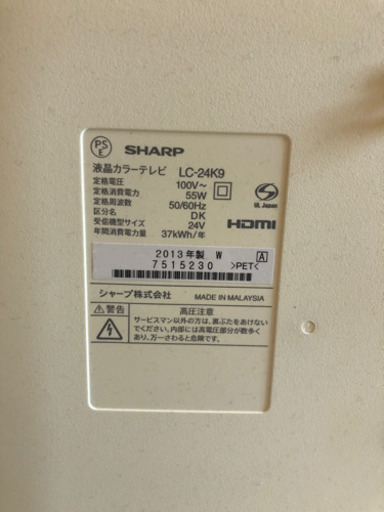 PSE
SHARP
液晶カラーテレビ LC-24K9
定格電圧 100V～
定格消費電力 55W
定格周波数 50/60Hz
区分名 DK
受信機型サイズ 24V
年間消費電力量 37kWh/年
S
UL Japan
HDMI
2013年製 W A
7515230 >PET<
シャープ株式会社 MADE IN MALAYSIA
⚠警告 高圧注意
サービスマン以外の方は、裏ぶたをあけない
でください。内部には高電圧部分が数多く
あり、万一さわると危険です。